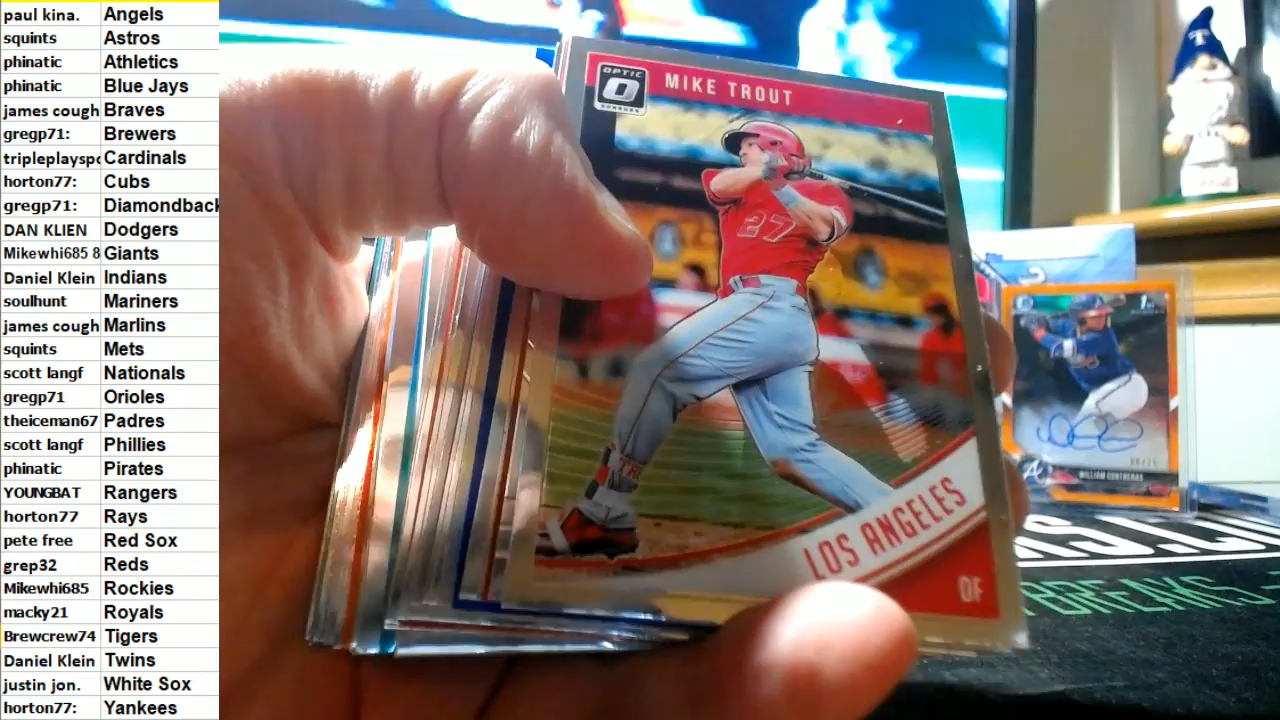 paul kina. Angels
squints Astros
phinatic Athletics
phinatic Blue Jays
james cough Braves
gregp71: Brewers
tripleplayspo Cardinals
horton77: Cubs
gregp71: Diamondback
DAN KLIEN Dodgers
Mikewhi685 8 Giants
Daniel Klein Indians
soulhunt Mariners
james cough Marlins
squints Mets
scott langf Nationals
gregp71 Orioles
theiceman67 Padres
scott langf Phillies
phinatic Pirates
YOUNGBAT Rangers
horton77 Rays
pete free Red Sox
grep32 Reds
Mikewhi685 Rockies
macky21 Royals
Brewcrew74 Tigers
Daniel Klein Twins
justin jon. White Sox
horton77: Yankees
OPTIC
MIKE TROUT
27
LOS ANGELES
OF
T
WILLIAM CONTRERAS
BREAKS